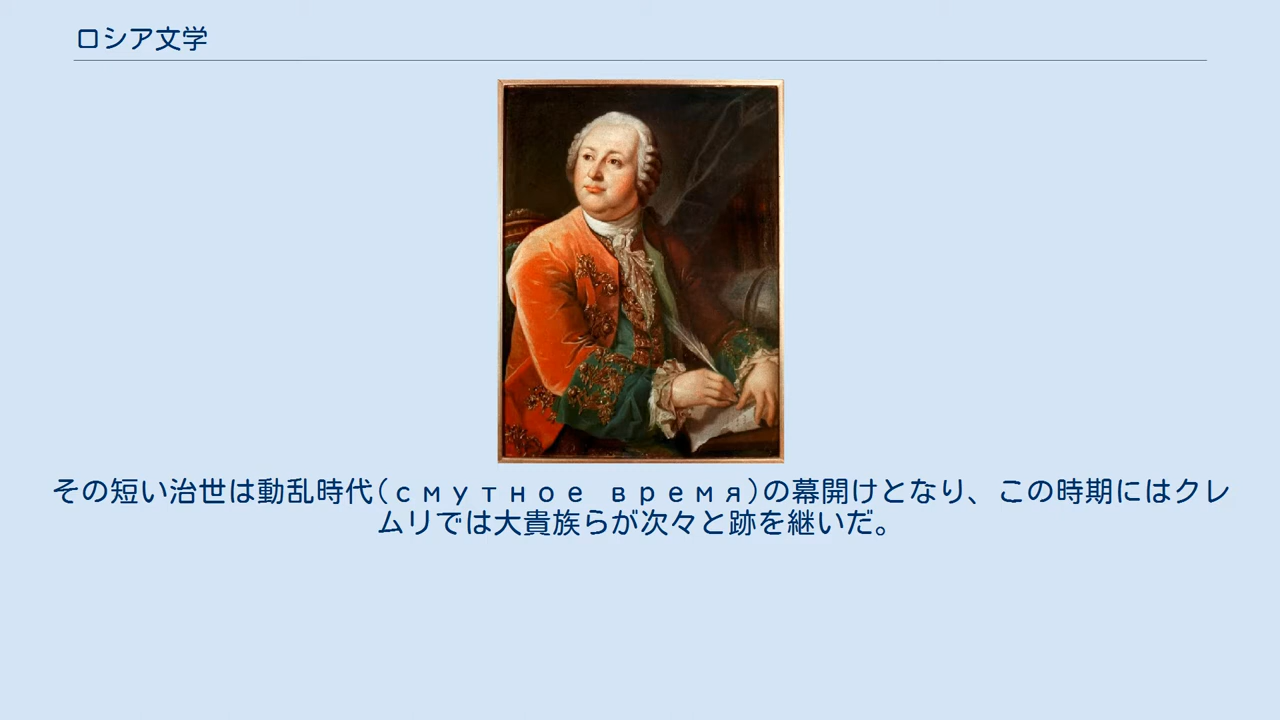 ロシア文学
その短い治世は動乱時代(смутное время)の幕開けとなり、この時期にはクレ
ムリでは大貴族らが次々と跡を継いだ。